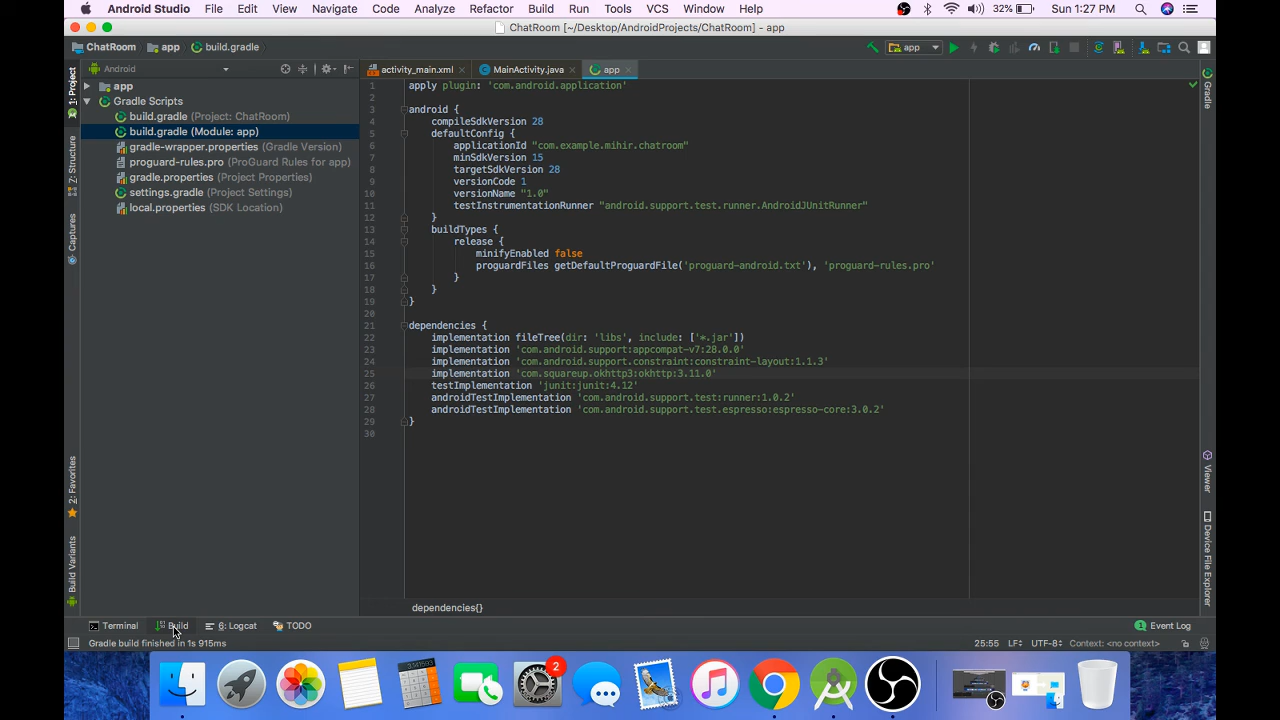 Android Studio File Edit View Navigate Code Analyze Refactor Build Run Tools VCS Window Help 32% Sun 1:27 PM
ChatRoom [~/Desktop/AndroidProjects/ChatRoom] - app
ChatRoom app build.gradle app
1: Project
Android
activity_main.xml MainActivity.java app
Gradle
app
Gradle Scripts
build.gradle (Project: ChatRoom)
build.gradle (Module: app)
gradle-wrapper.properties (Gradle Version)
proguard-rules.pro (ProGuard Rules for app)
gradle.properties (Project Properties)
settings.gradle (Project Settings)
local.properties (SDK Location)
7: Structure
Captures
2: Favorites
Build Variants
1 apply plugin: 'com.android.application'
2
3 android {
4 compileSdkVersion 28
5 defaultConfig {
6 applicationId "com.example.mihir.chatroom"
7 minSdkVersion 15
8 targetSdkVersion 28
9 versionCode 1
10 versionName "1.0"
11 testInstrumentationRunner "android.support.test.runner.AndroidJUnitRunner"
12 }
13 buildTypes {
14 release {
15 minifyEnabled false
16 proguardFiles getDefaultProguardFile('proguard-android.txt'), 'proguard-rules.pro'
17 }
18 }
19 }
20
21 dependencies {
22 implementation fileTree(dir: 'libs', include: ['*.jar'])
23 implementation 'com.android.support:appcompat-v7:28.0.0'
24 implementation 'com.android.support.constraint:constraint-layout:1.1.3'
25 implementation 'com.squareup.okhttp3:okhttp:3.11.0'
26 testImplementation 'junit:junit:4.12'
27 androidTestImplementation 'com.android.support.test:runner:1.0.2'
28 androidTestImplementation 'com.android.support.test.espresso:espresso-core:3.0.2'
29 }
30
Viewer
Device File Explorer
dependencies{}
Terminal Build 6: Logcat TODO 1 Event Log
Gradle build finished in 1s 915ms 25:55 LF÷ UTF-8÷ Context: <no context>
2